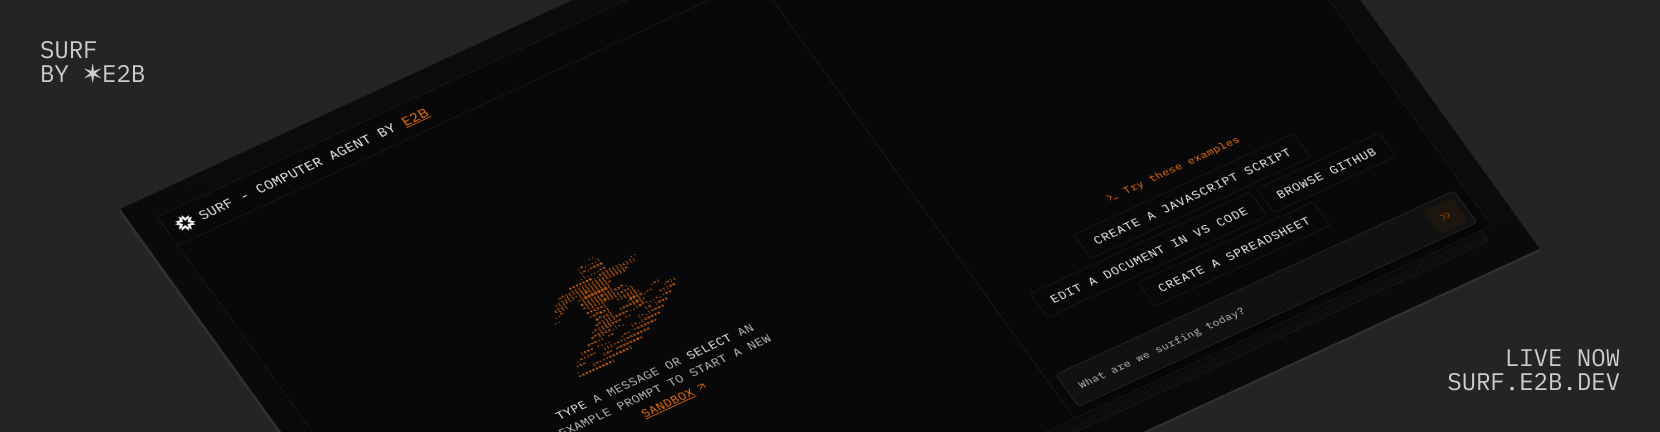 SURF
BY ✶E2B
SURF - COMPUTER AGENT BY E2B
TYPE A MESSAGE OR SELECT AN
EXAMPLE PROMPT TO START A NEW
SANDBOX ↗
>_ Try these examples
CREATE A JAVASCRIPT SCRIPT
BROWSE GITHUB
EDIT A DOCUMENT IN VS CODE
CREATE A SPREADSHEET
What are we surfing today?
LIVE NOW
SURF.E2B.DEV